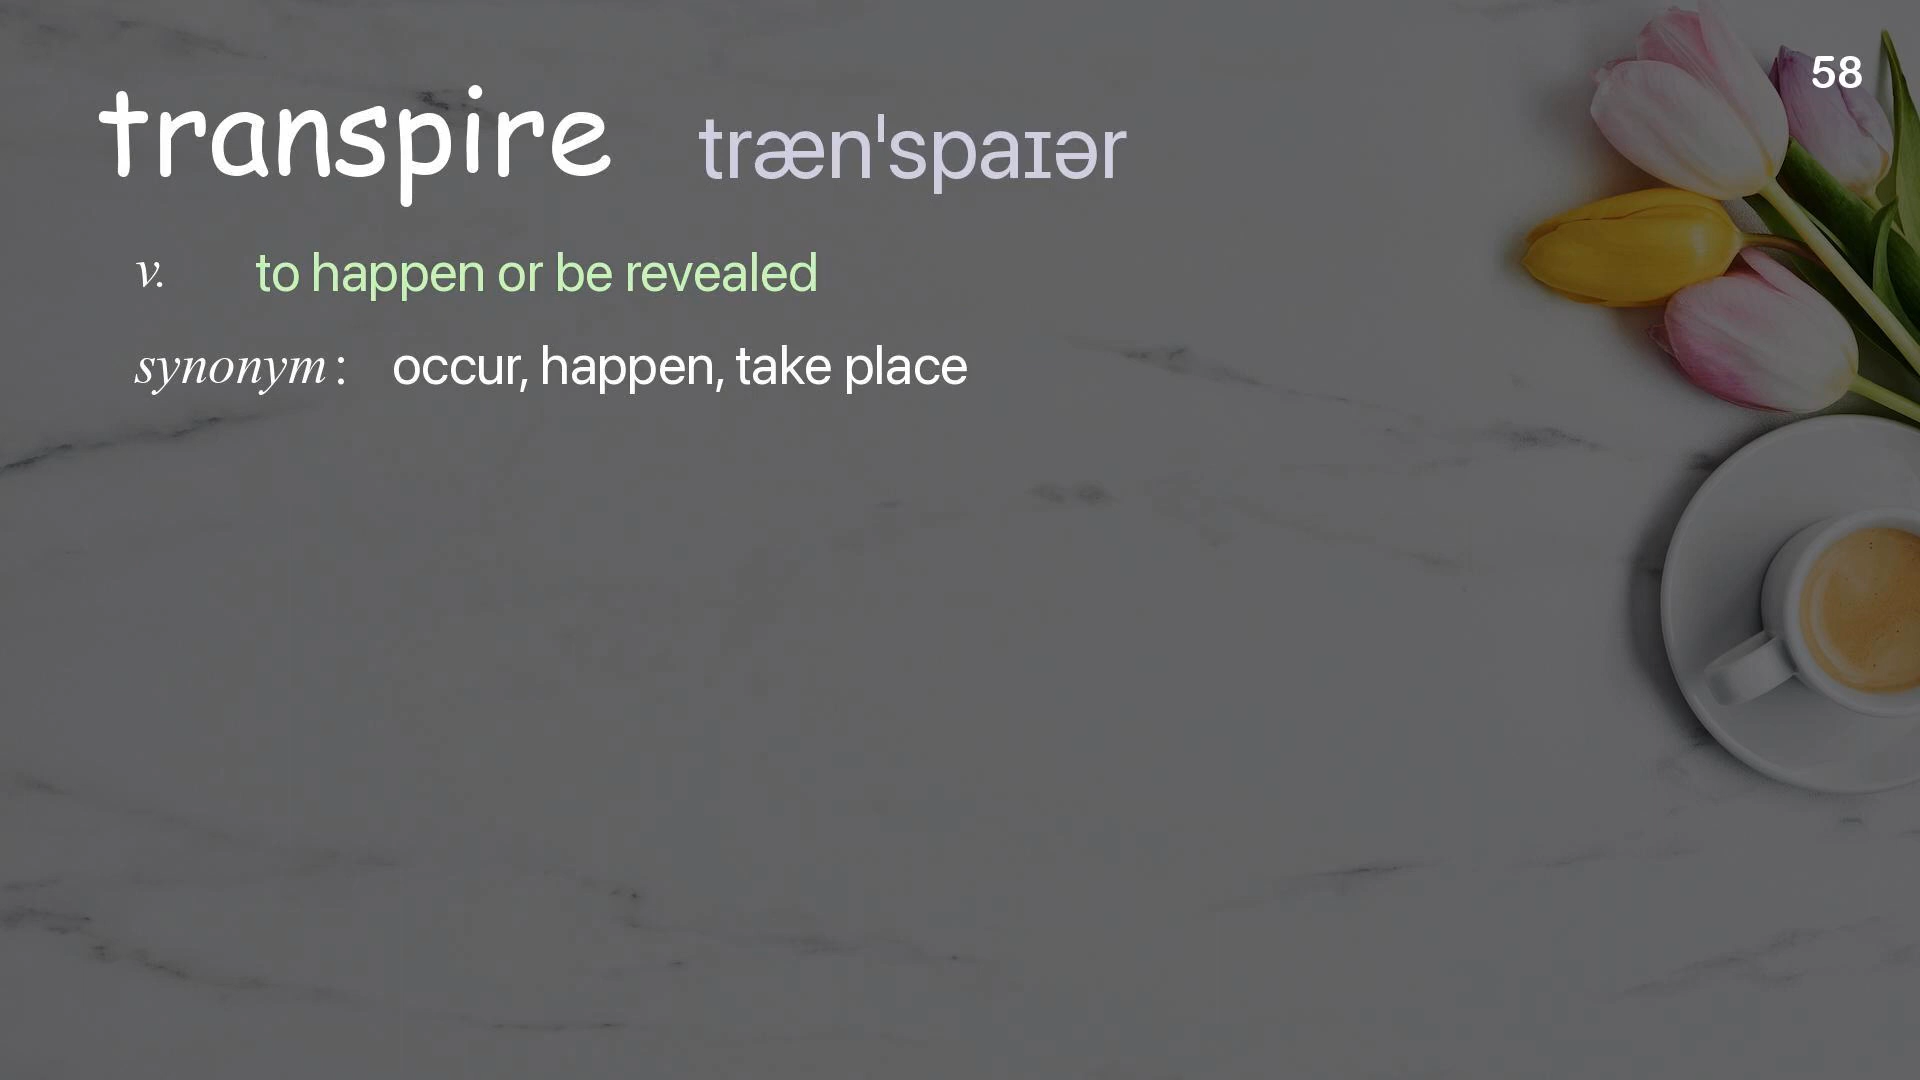 58
transpire træn'spaɪər
v. to happen or be revealed
synonym : occur, happen, take place